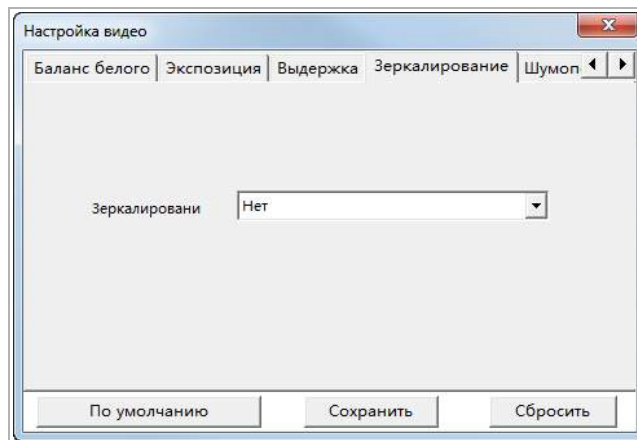 Настройка видео
Баланс белого Экспозиция Выдержка Зеркалирование Шумоп
Зеркалировани Нет
По умолчанию Сохранить Сбросить